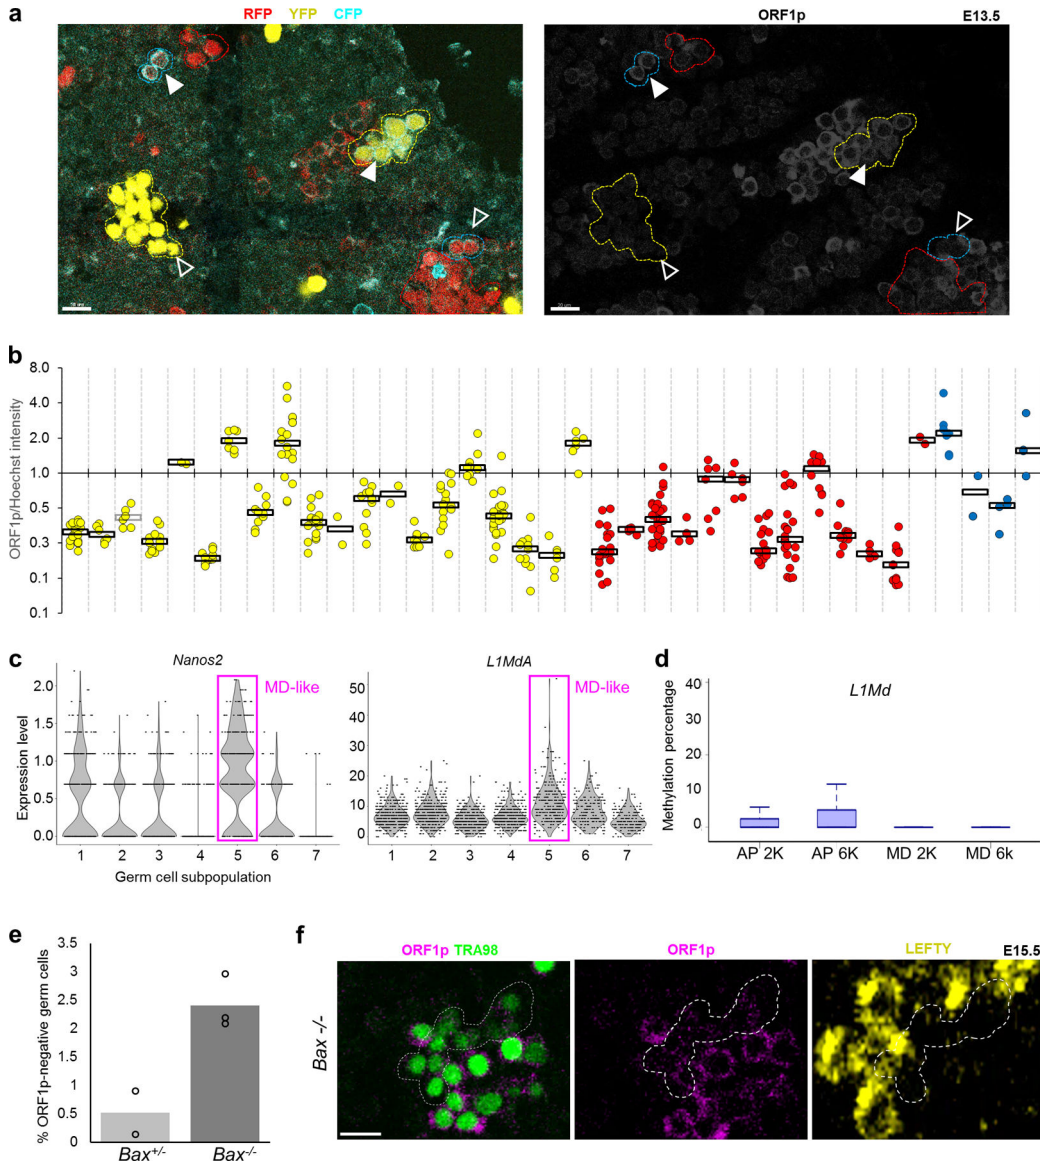 a
RFP YFP CFP
ORF1p E13.5
b
ORF1p/Hoechst intensity
8.0
4.0
2.0
1.0
0.5
0.3
0.1
0.1
c
Nanos2
L1MdA
MD-like
MD-like
Expression level
2.0
1.5
1.0
0.5
0.0
50
40
30
20
10
0
1 2 3 4 5 6 7
1 2 3 4 5 6 7
Germ cell subpopulation
d
L1Md
Methylation percentage
40
30
20
10
0
AP 2K AP 6K MD 2K MD 6k
e
% ORF1p-negative germ cells
3.5
3
2.5
2
1.5
1
0.5
0
Bax+/- Bax-/-
f
ORF1p TRA98
ORF1p
LEFTY
E15.5
Bax -/-